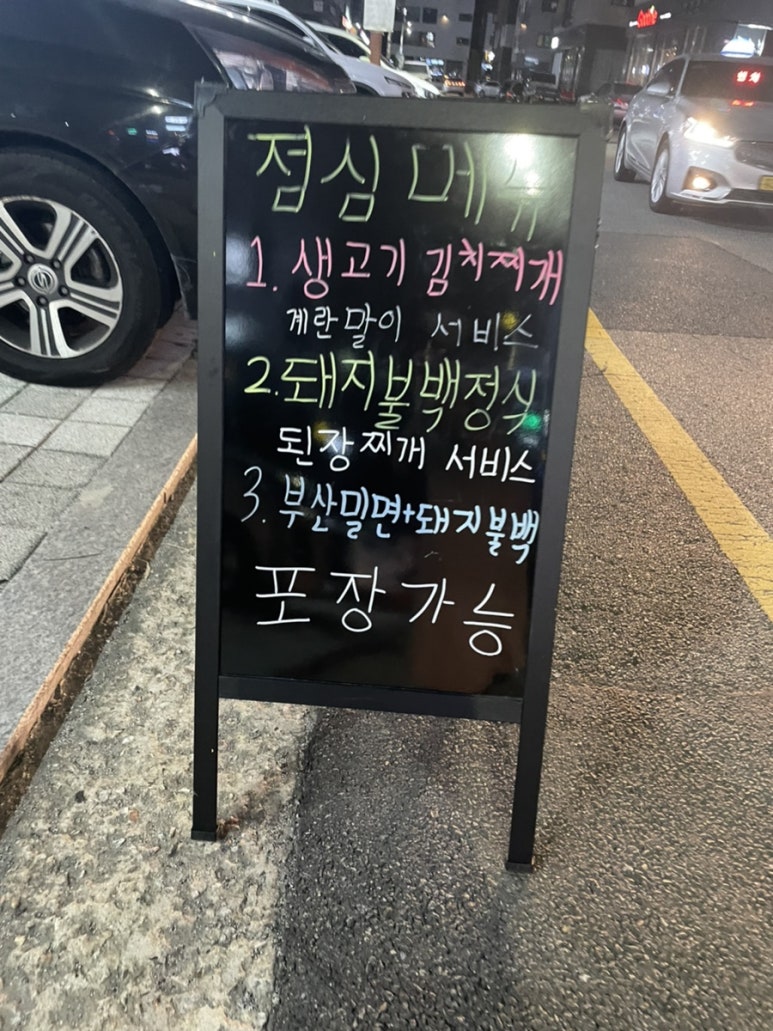 점심 메뉴
1. 생고기 김치찌개
계란말이 서비스
2. 돼지불백정식
된장찌개 서비스
3. 부산밀면+돼지불백
포장가능